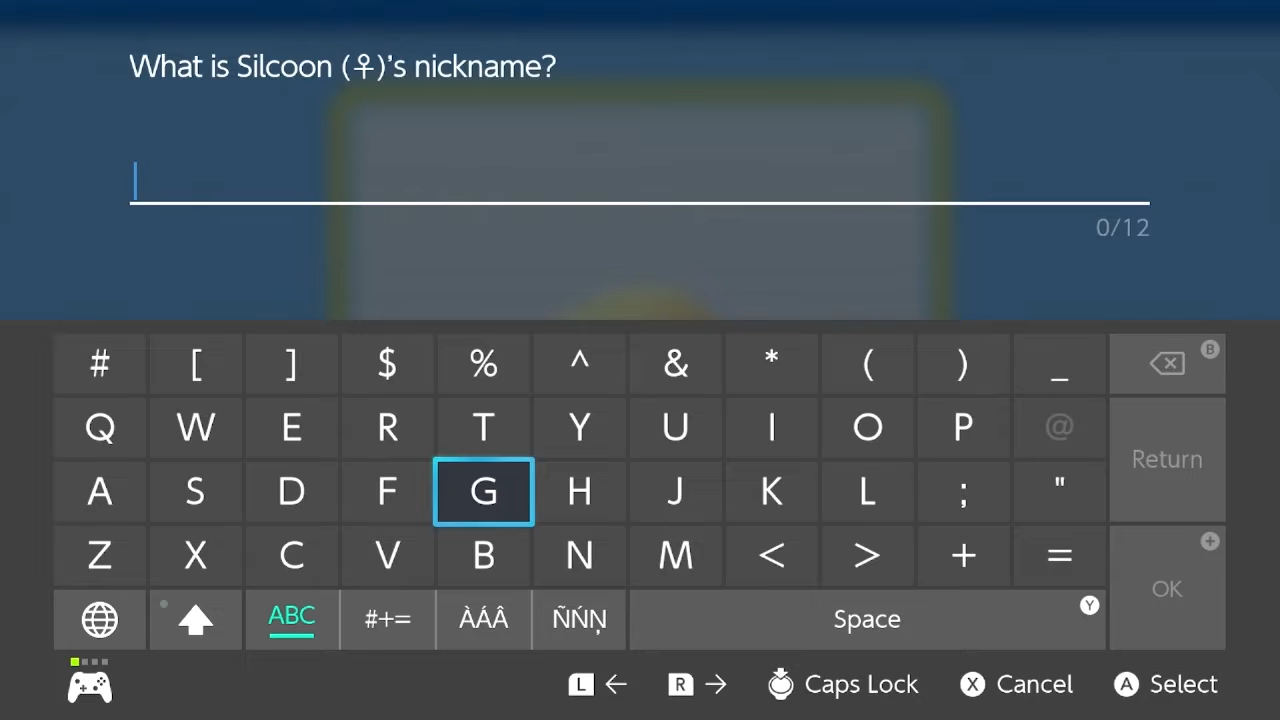 What is Silcoon (♀)'s nickname?
0/12
# [ ] $ % ^ & * ( ) _ B
Q W E R T Y U I O P @
Return
A S D F G H J K L ; "
Z X C V B N M < > + =
+
OK
ABC #+= ÀÁÂ ÑŃŅ Space Y
L ← R → Caps Lock X Cancel A Select